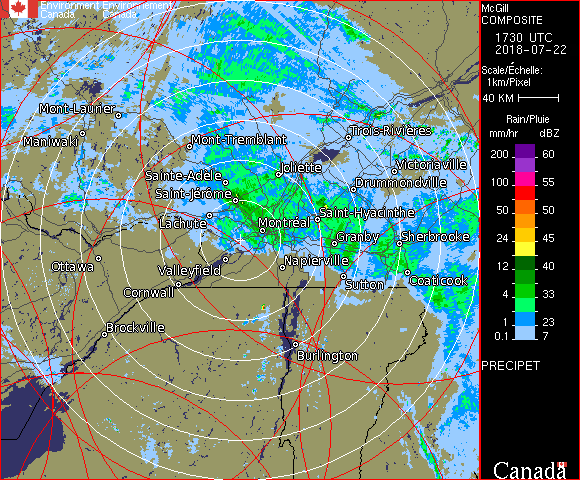 Environment Environnement
Canada Canada
McGill
COMPOSITE
1730 UTC
2018-07-22
Scale/Échelle:
1km/Pixel
40 KM
Rain/Pluie
mm/hr dBZ
200 60
100 55
50 50
24 45
12 40
4 33
1 23
0.1 7
PRECIPET
Canada
Mont-Laurier
Trois-Rivières
Maniwaki
Mont-Tremblant
Victoriaville
Joliette
Sainte-Adèle
Drummondville
Saint-Jérôme
Saint-Hyacinthe
Lachute
Montréal
Granby
Sherbrooke
Ottawa
Valleyfield
Napierville
Cornwall
Sutton
Coaticook
Brockville
Burlington